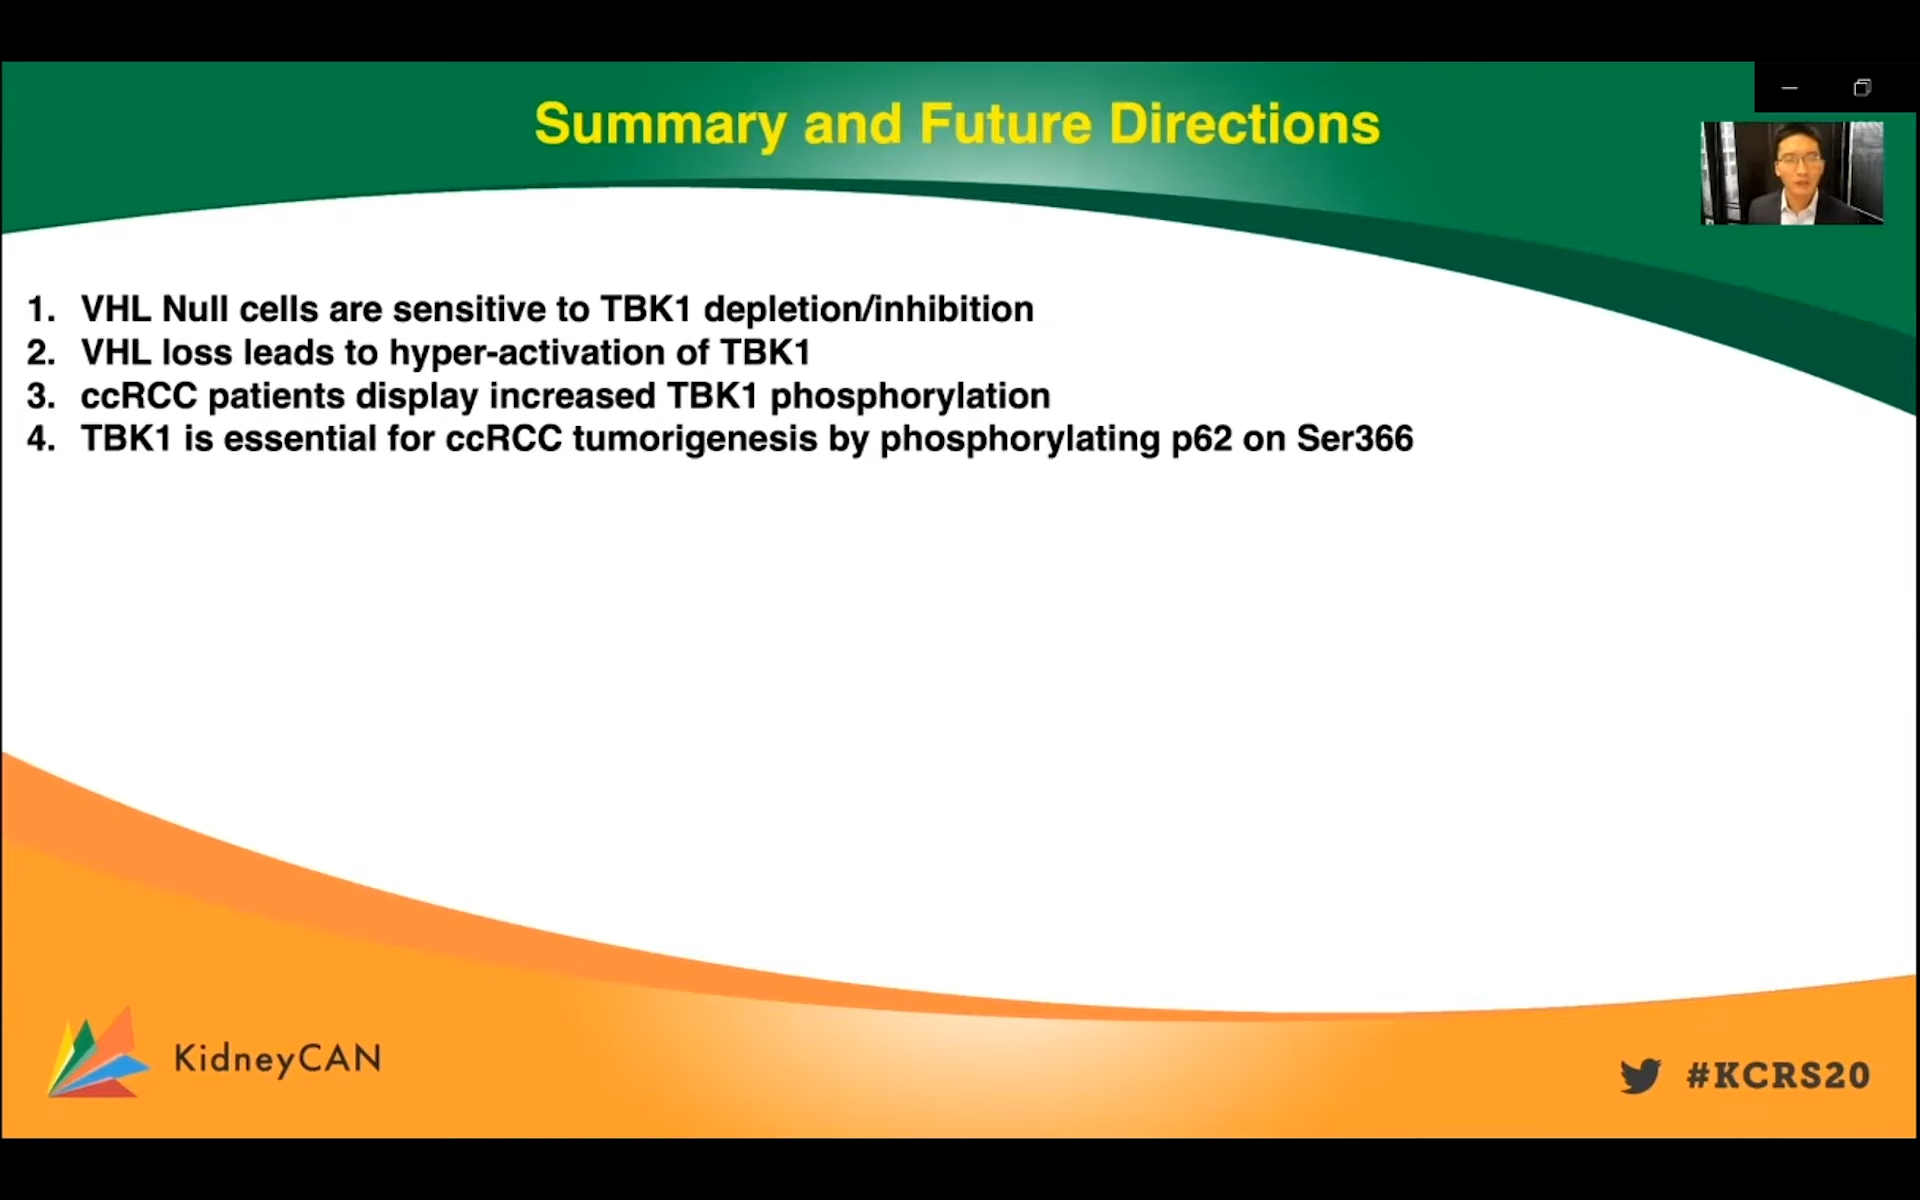 Summary and Future Directions
1. VHL Null cells are sensitive to TBK1 depletion/inhibition
2. VHL loss leads to hyper-activation of TBK1
3. ccRCC patients display increased TBK1 phosphorylation
4. TBK1 is essential for ccRCC tumorigenesis by phosphorylating p62 on Ser366
KidneyCAN
#KCRS20